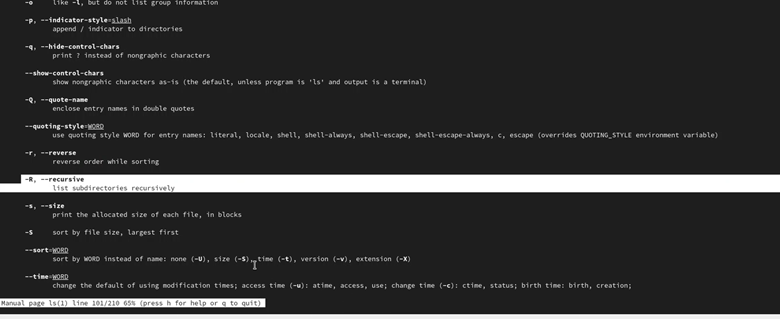 -o like -l, but do not list group information
-p, --indicator-style=slash
append / indicator to directories
-q, --hide-control-chars
print ? instead of nongraphic characters
--show-control-chars
show nongraphic characters as-is (the default, unless program is 'ls' and output is a terminal)
-Q, --quote-name
enclose entry names in double quotes
--quoting-style=WORD
use quoting style WORD for entry names: literal, locale, shell, shell-always, shell-escape, shell-escape-always, c, escape (overrides QUOTING_STYLE environment variable)
-r, --reverse
reverse order while sorting
-R, --recursive
list subdirectories recursively
-s, --size
print the allocated size of each file, in blocks
-S sort by file size, largest first
--sort=WORD
sort by WORD instead of name: none (-U), size (-S), time (-t), version (-v), extension (-X)
--time=WORD
change the default of using modification times; access time (-u): atime, access, use; change time (-c): ctime, status; birth time: birth, creation;
Manual page ls(1) line 101/210 65% (press h for help or q to quit)